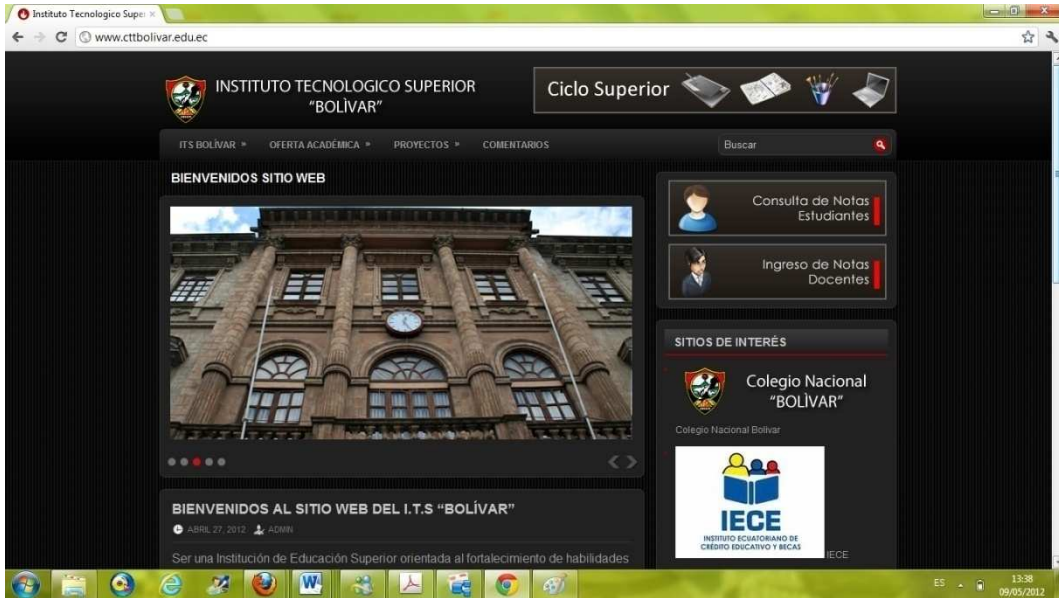 Instituto Tecnologico Super
www.cttbolivar.edu.ec
INSTITUTO TECNOLOGICO SUPERIOR
“BOLÌVAR”
Ciclo Superior
ITS BOLÍVAR »
OFERTA ACADÉMICA »
PROYECTOS »
COMENTARIOS
Buscar
BIENVENIDOS SITIO WEB
Consulta de Notas
Estudiantes
Ingreso de Notas
Docentes
SITIOS DE INTERÉS
Colegio Nacional
“BOLÌVAR”
Colegio Nacional Bolívar
IECE
INSTITUTO ECUATORIANO DE
CRÉDITO EDUCATIVO Y BECAS
IECE
BIENVENIDOS AL SITIO WEB DEL I.T.S “BOLÍVAR”
ABRIL 27, 2012 ADMIN
Ser una Institución de Educación Superior orientada al fortalecimiento de habilidades
ES
13:38
09/05/2012